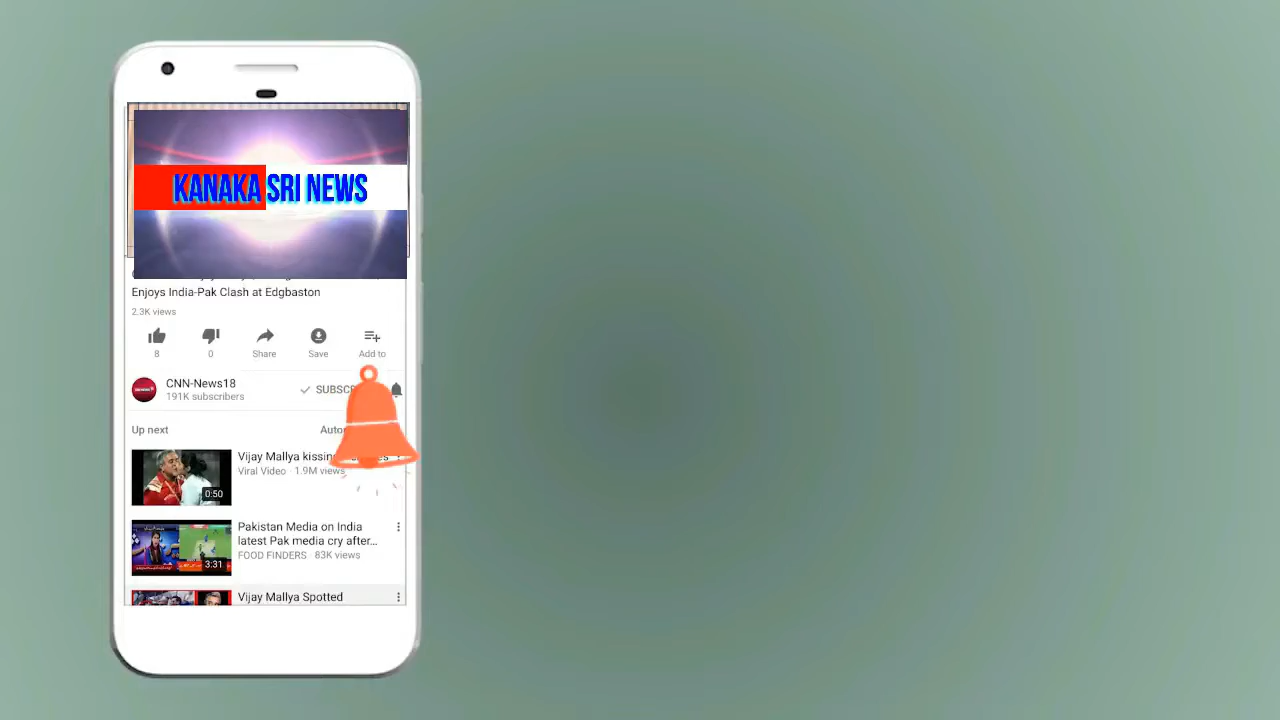 KANAKA SRI NEWS
Enjoys India-Pak Clash at Edgbaston
2.3K views
8
0
Share
Save
Add to
CNN-News18
191K subscribers
Up next
Vijay Mallya kissing
Viral Video · 1.9M views
0:50
Pakistan Media on India
latest Pak media cry after...
FOOD FINDERS · 83K views
3:31
Vijay Mallya Spotted